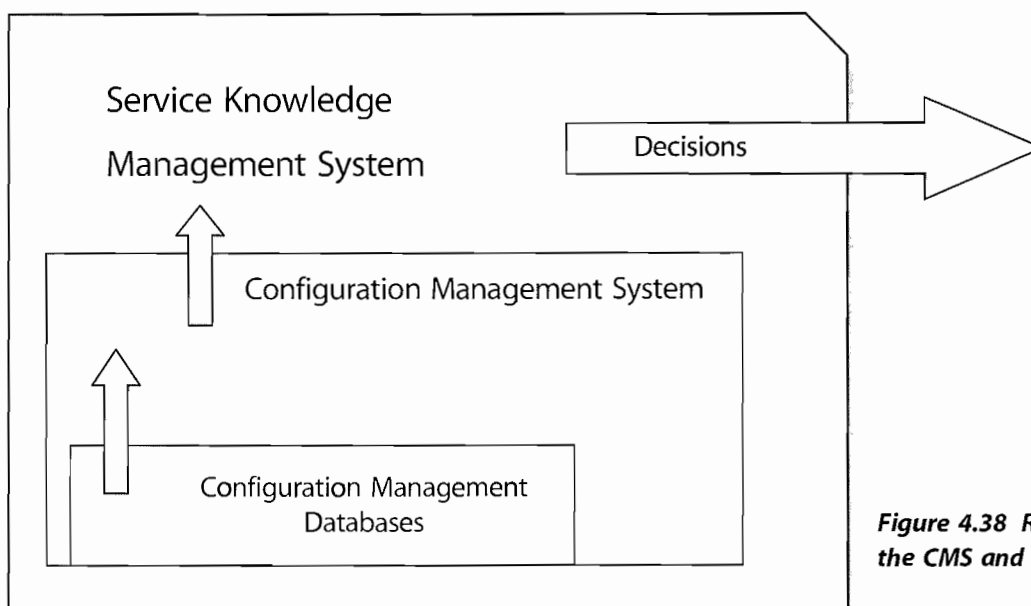 Service Knowledge
Management System
Decisions
Configuration Management System
Configuration Management
Databases
Figure 4.38
the CMS and